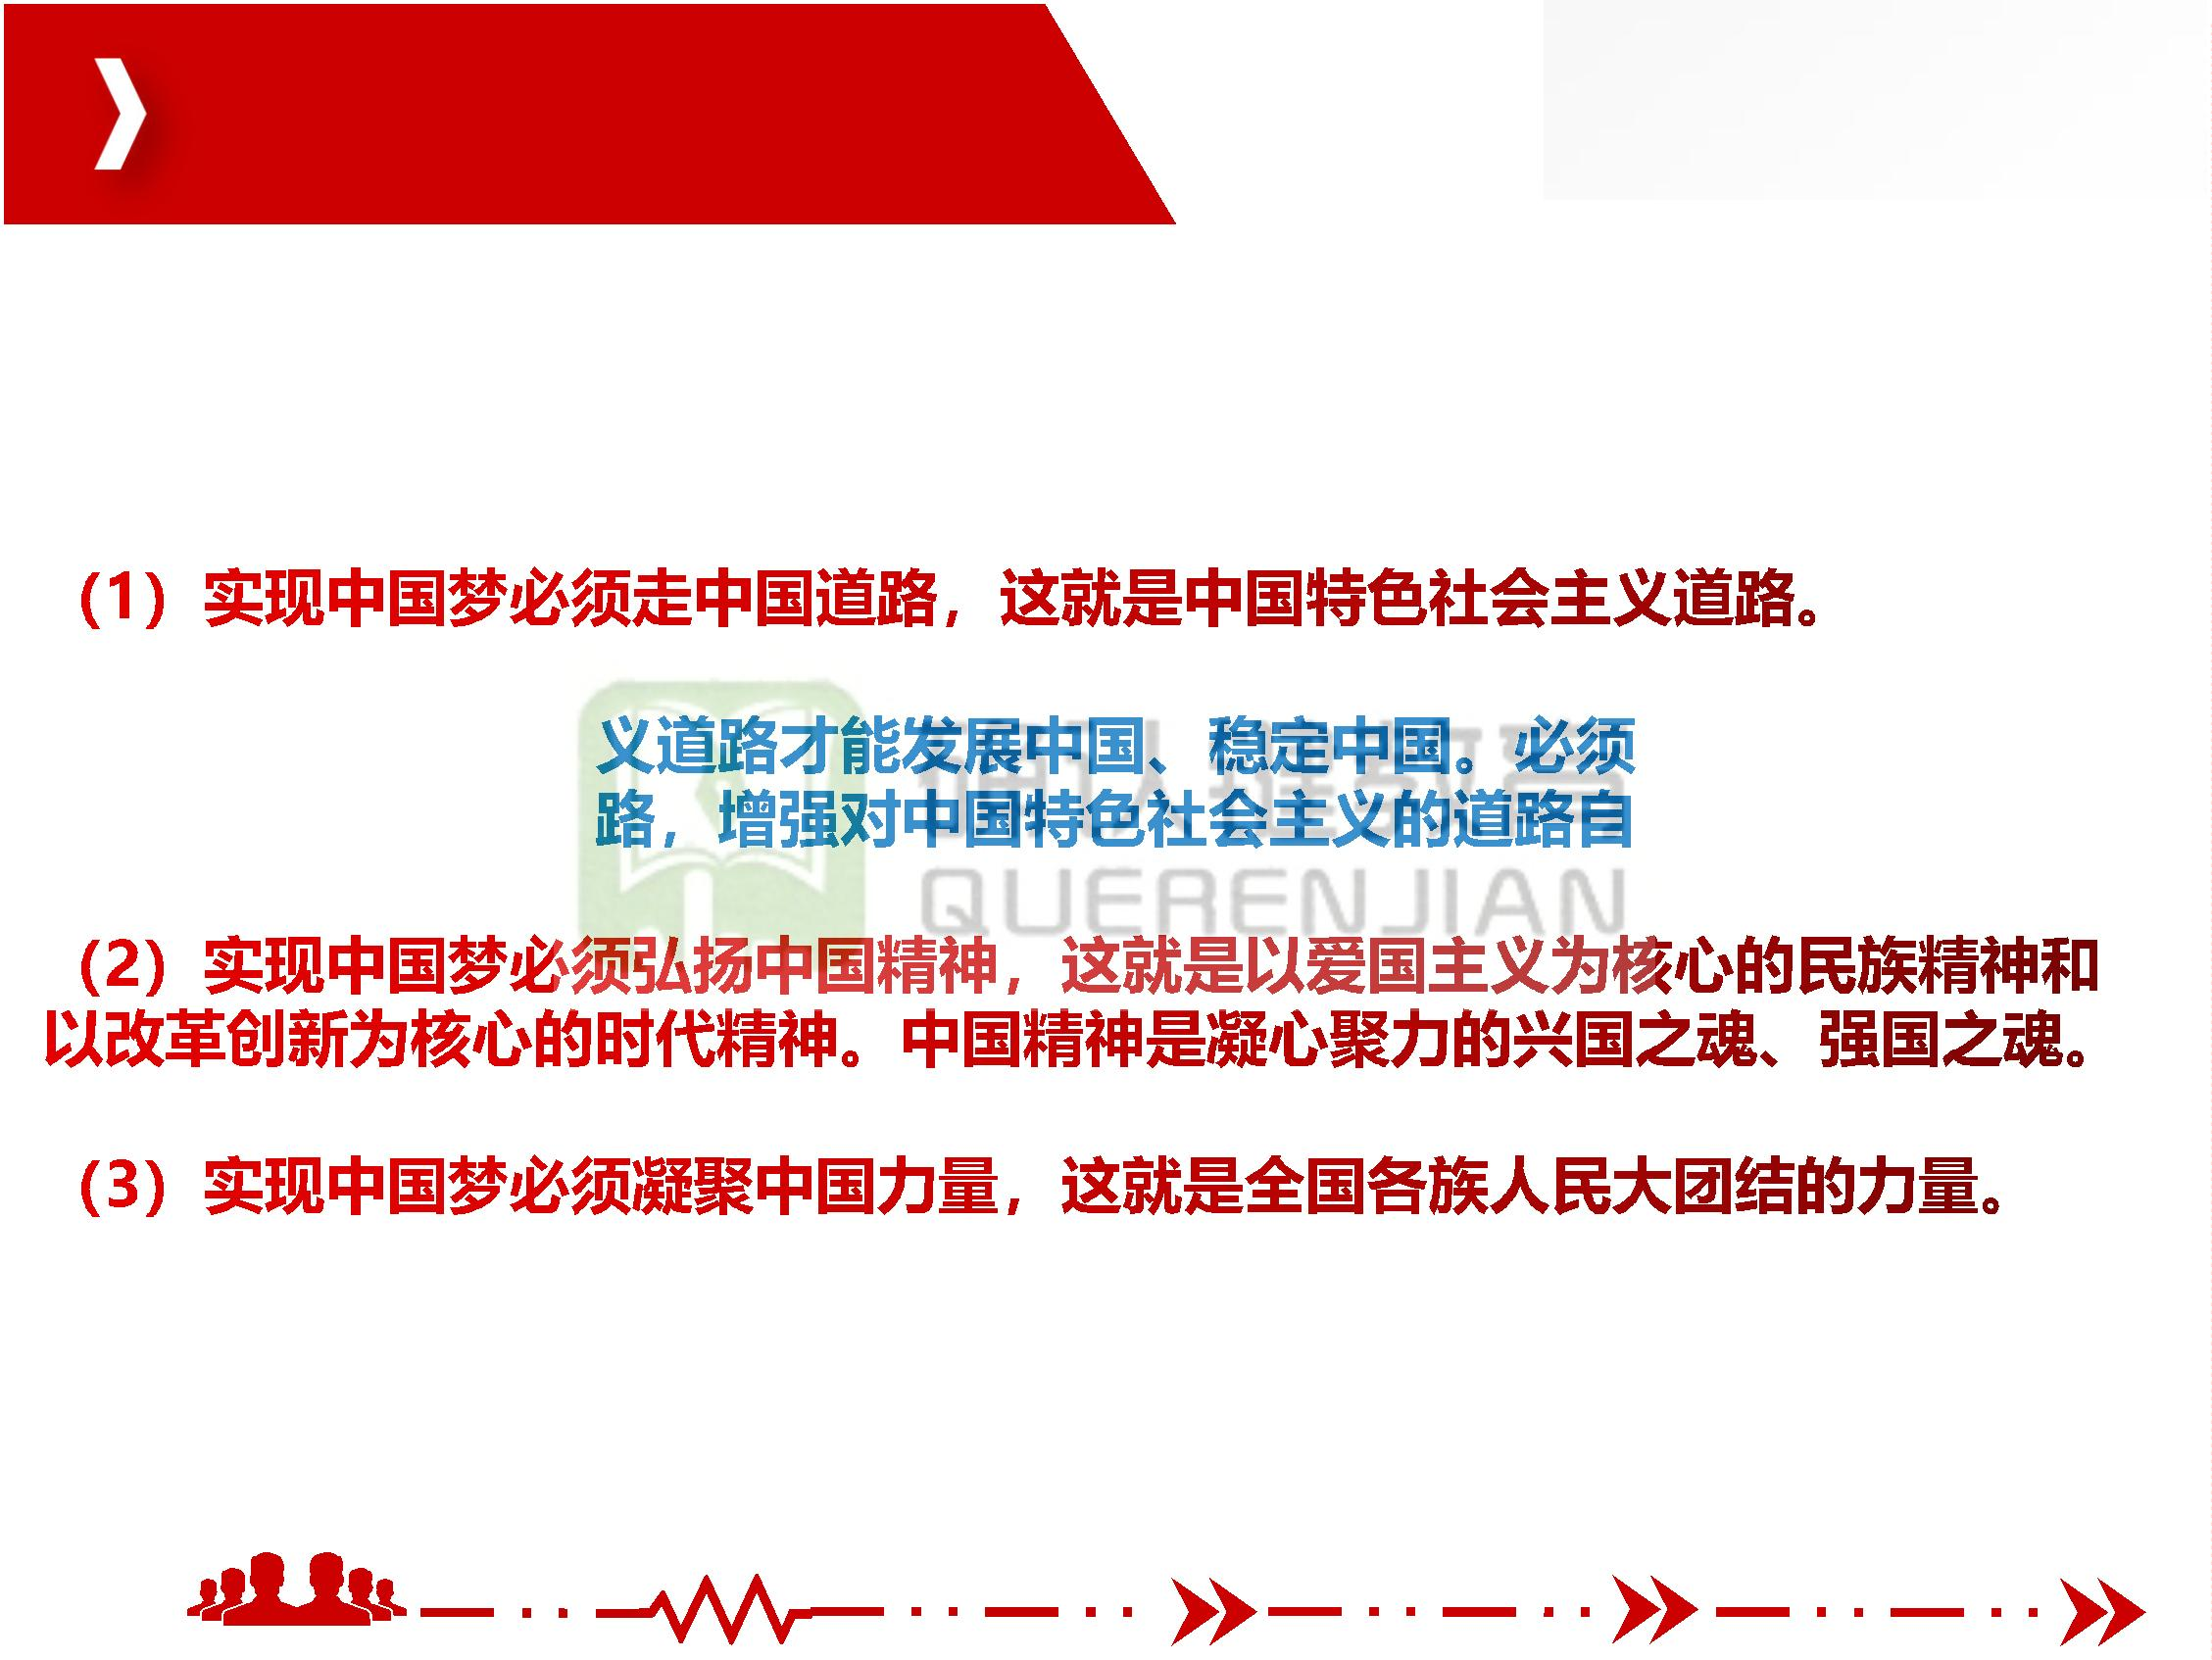 （1）实现中国梦必须走中国道路，这就是中国特色社会主义道路。
义道路才能发展中国、稳定中国。必须
路，增强对中国特色社会主义的道路自
QUERENJIAN
（2）实现中国梦必须弘扬中国精神，这就是以爱国主义为核心的民族精神和
以改革创新为核心的时代精神。中国精神是凝心聚力的兴国之魂、强国之魂。
（3）实现中国梦必须凝聚中国力量，这就是全国各族人民大团结的力量。